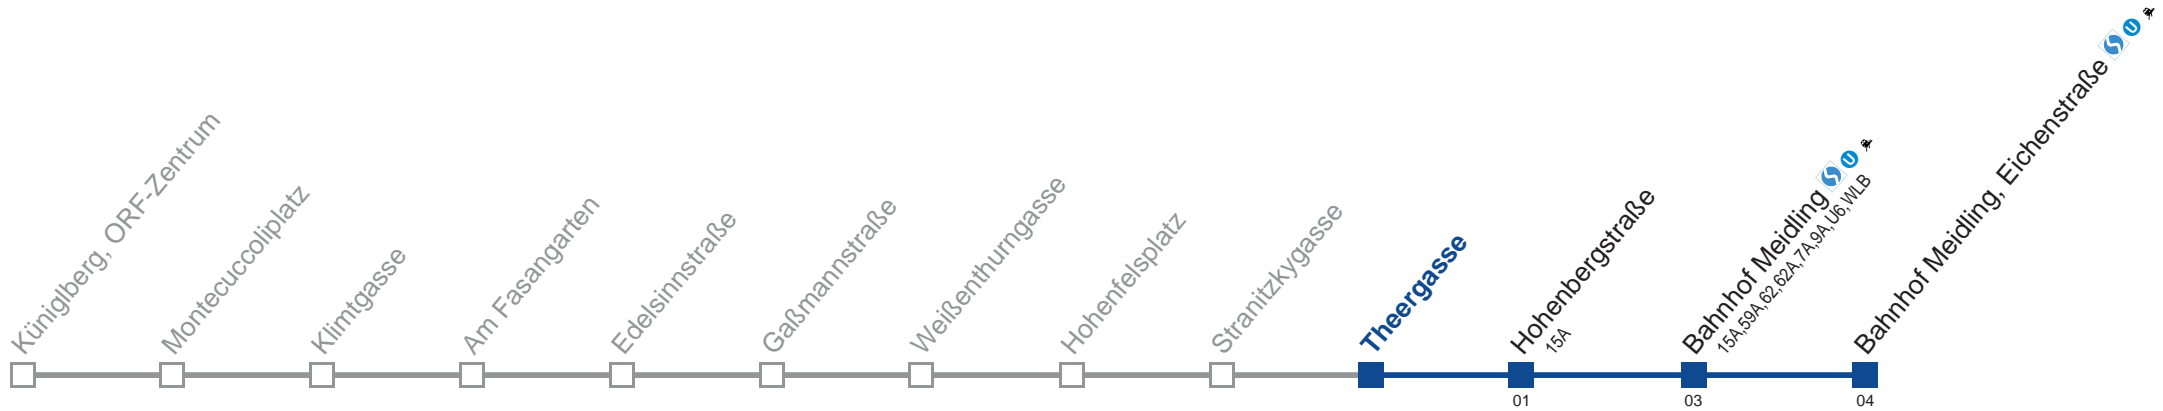 Küniglberg, ORF-Zentrum
Montecuccoliplatz
Klimtgasse
Am Fasangarten
Edelsinnstraße
Gaßmannstraße
Weißenthurngasse
Hohenfelsplatz
Stranitzkygasse
Theergasse
Hohenbergstraße
15A
Bahnhof Meidling S U
15A,59A,62,62A,7A,9A,U6,WLB
Bahnhof Meidling, Eichenstraße S U
01
03
04